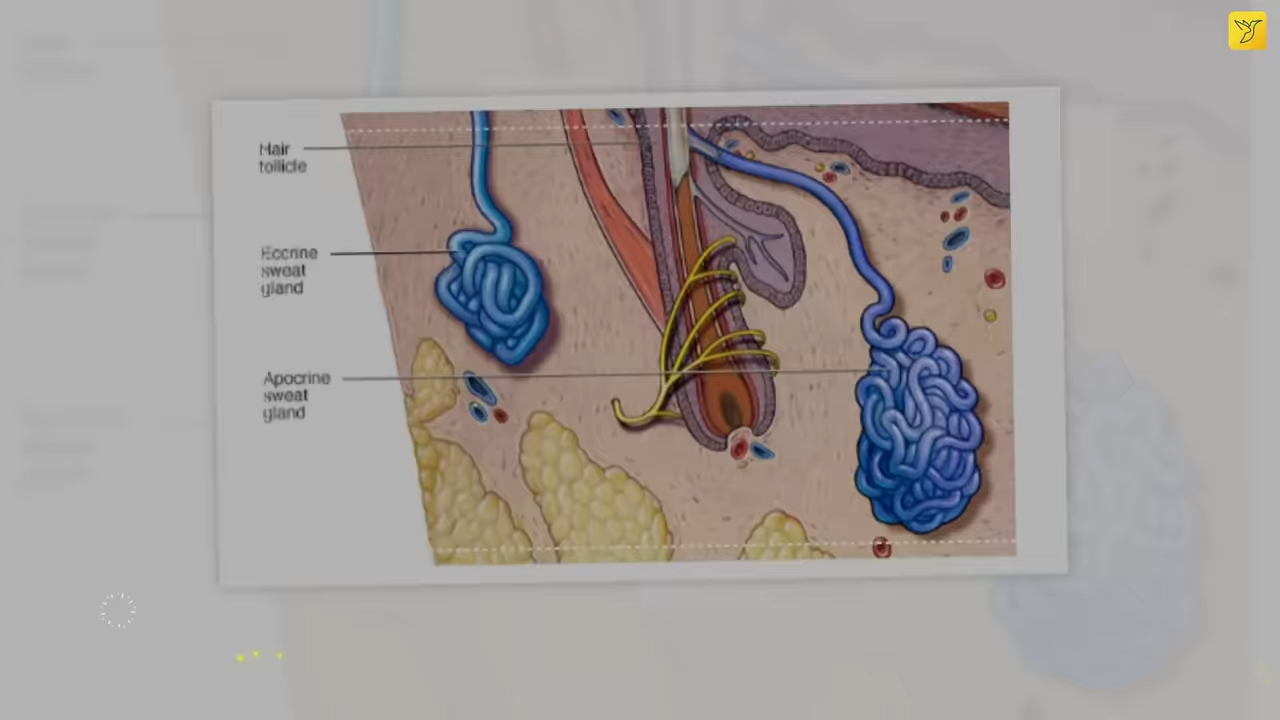 Hair
follicle
Eccrine
sweat
gland
Apocrine
sweat
gland